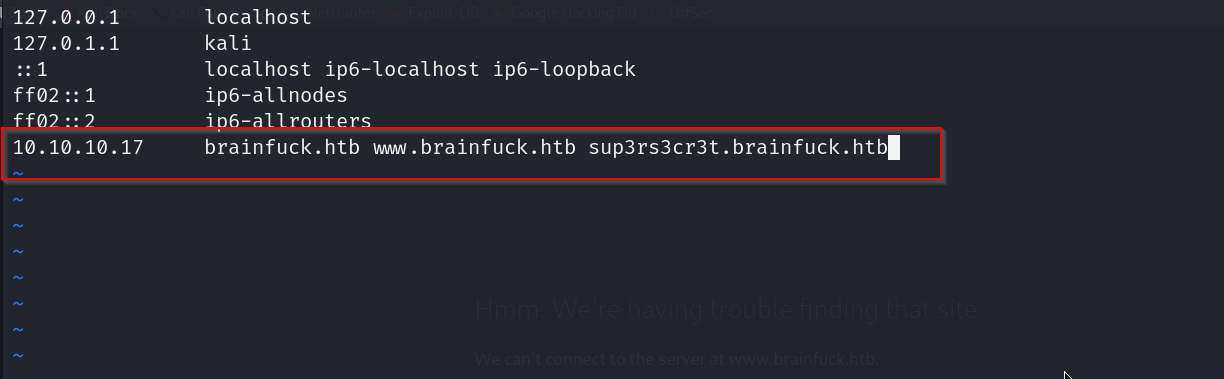 Docs Kali NetHunter Exploit-DB Google Hacking DB OffSec
127.0.0.1 localhost
127.0.1.1 kali
::1 localhost ip6-localhost ip6-loopback
ff02::1 ip6-allnodes
ff02::2 ip6-allrouters
10.10.10.17 brainfuck.htb www.brainfuck.htb sup3rs3cr3t.brainfuck.htb
~
~
~
~
~
~
~
~
Hmm. We're having trouble finding that site.
We can't connect to the server at www.brainfuck.htb.